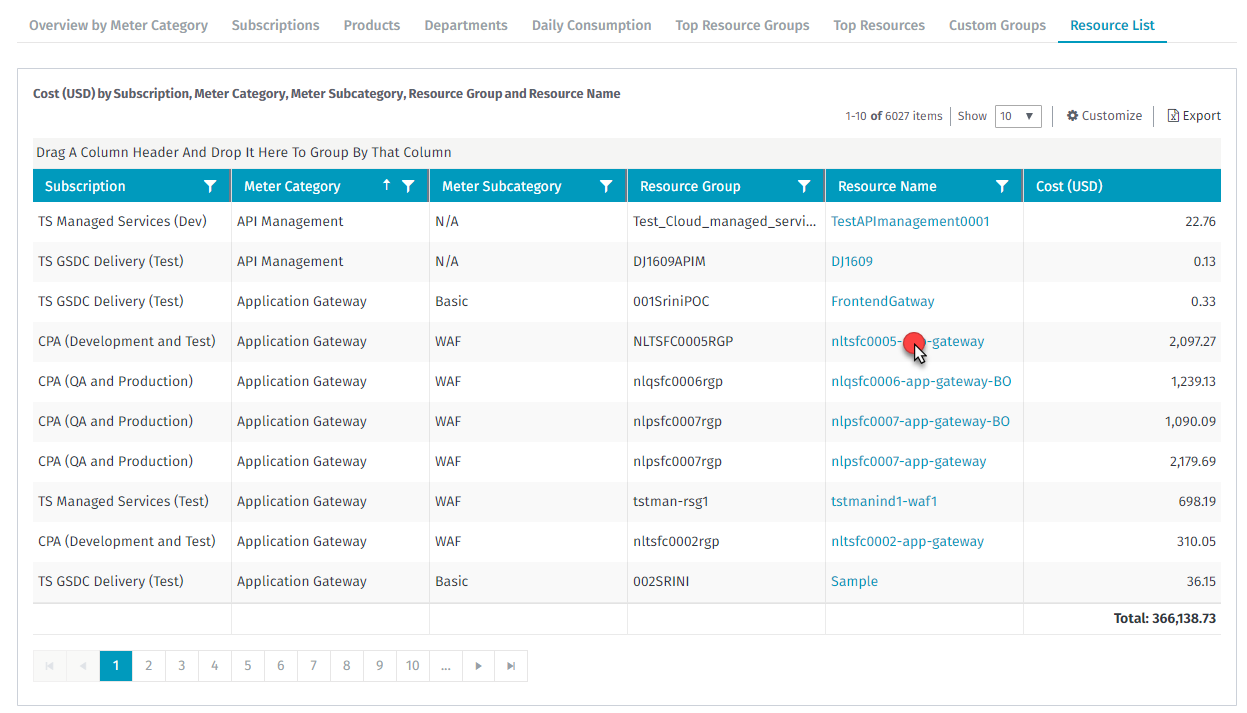 Overview by Meter Category Subscriptions Products Departments Daily Consumption Top Resource Groups Top Resources Custom Groups Resource List
Cost (USD) by Subscription, Meter Category, Meter Subcategory, Resource Group and Resource Name
1-10 of 6027 items Show 10 Customize Export
Drag A Column Header And Drop It Here To Group By That Column
Subscription Meter Category Meter Subcategory Resource Group Resource Name Cost (USD)
TS Managed Services (Dev) API Management N/A Test_Cloud_managed_servi... TestAPImanagement0001 22.76
TS GSDC Delivery (Test) API Management N/A DJ1609APIM DJ1609 0.13
TS GSDC Delivery (Test) Application Gateway Basic 001SriniPOC FrontendGatway 0.33
CPA (Development and Test) Application Gateway WAF NLTSFC0005RGP nltsfc0005- -gateway 2,097.27
CPA (QA and Production) Application Gateway WAF nlqsfc0006rgp nlqsfc0006-app-gateway-BO 1,239.13
CPA (QA and Production) Application Gateway WAF nlpsfc0007rgp nlpsfc0007-app-gateway-BO 1,090.09
CPA (QA and Production) Application Gateway WAF nlpsfc0007rgp nlpsfc0007-app-gateway 2,179.69
TS Managed Services (Test) Application Gateway WAF tstman-rsg1 tstmanind1-waf1 698.19
CPA (Development and Test) Application Gateway WAF nltsfc0002rgp nltsfc0002-app-gateway 310.05
TS GSDC Delivery (Test) Application Gateway Basic 002SRINI Sample 36.15
Total: 366,138.73
1 2 3 4 5 6 7 8 9 10 ...